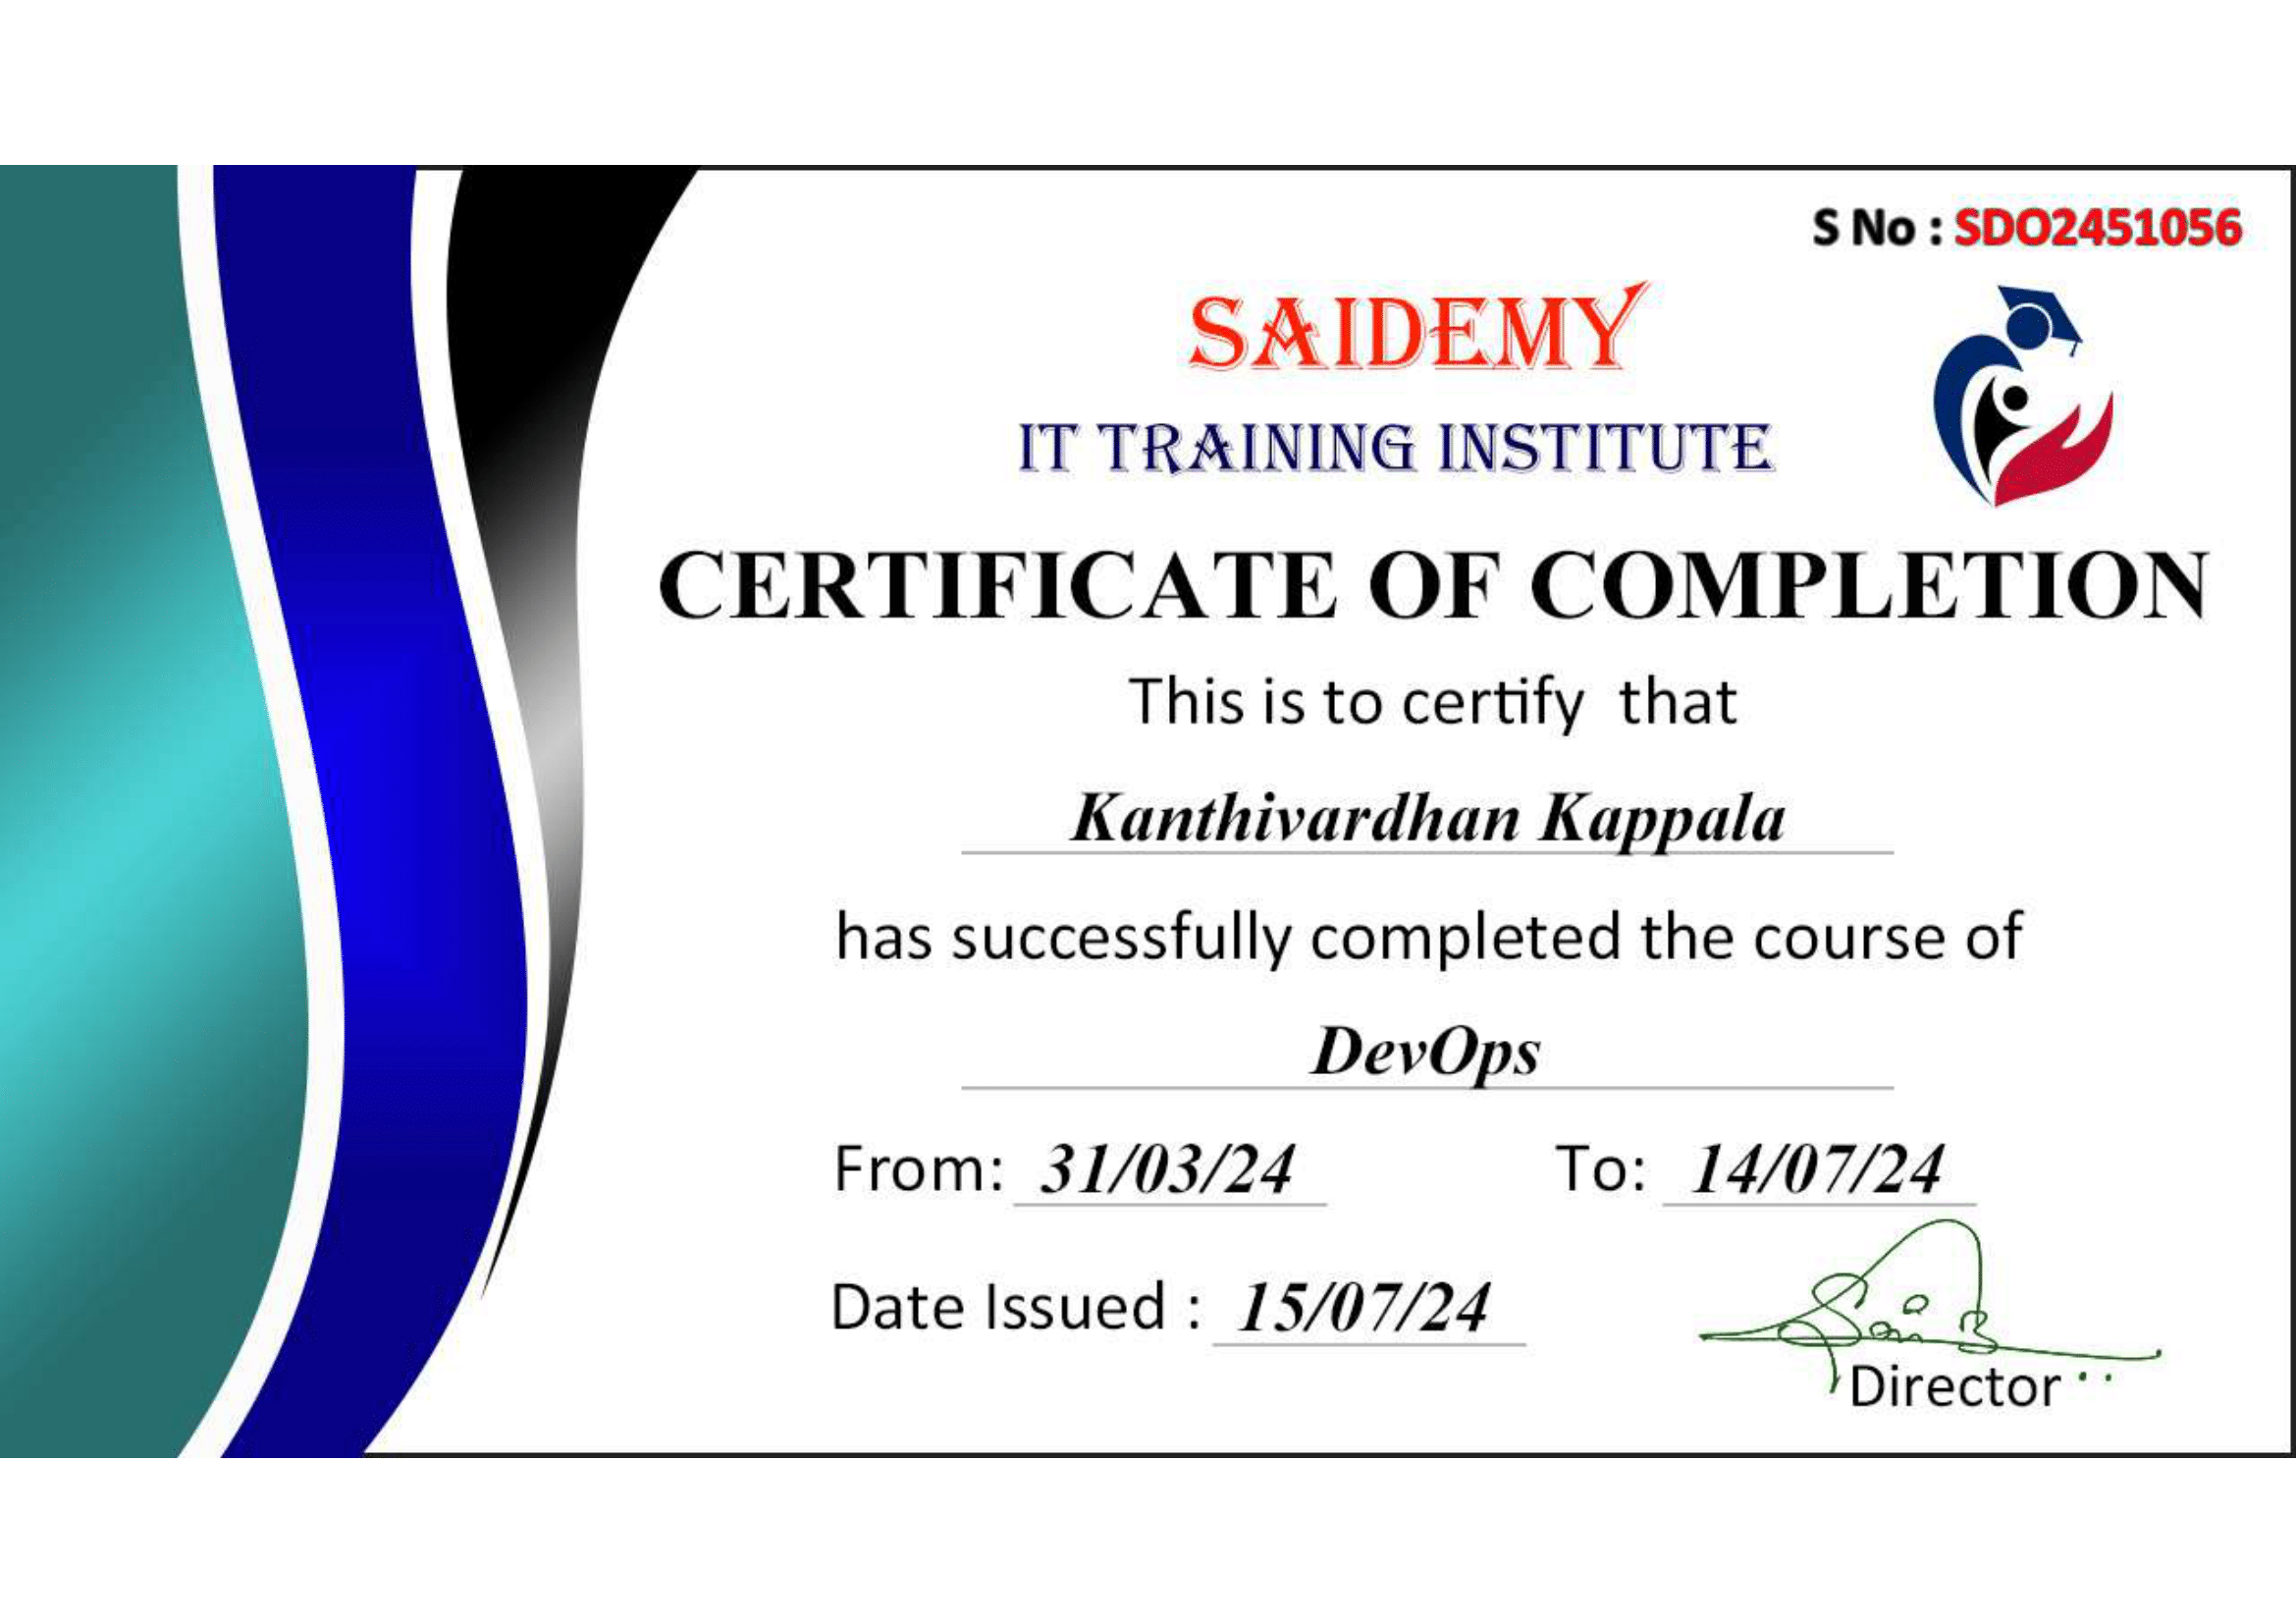 S No : SDO2451056
SAIDEMY
IT TRAINING INSTITUTE
CERTIFICATE OF COMPLETION
This is to certify that
Kanthivardhan Kappala
has successfully completed the course of
DevOps
From: 31/03/24 To: 14/07/24
Date Issued : 15/07/24
Director